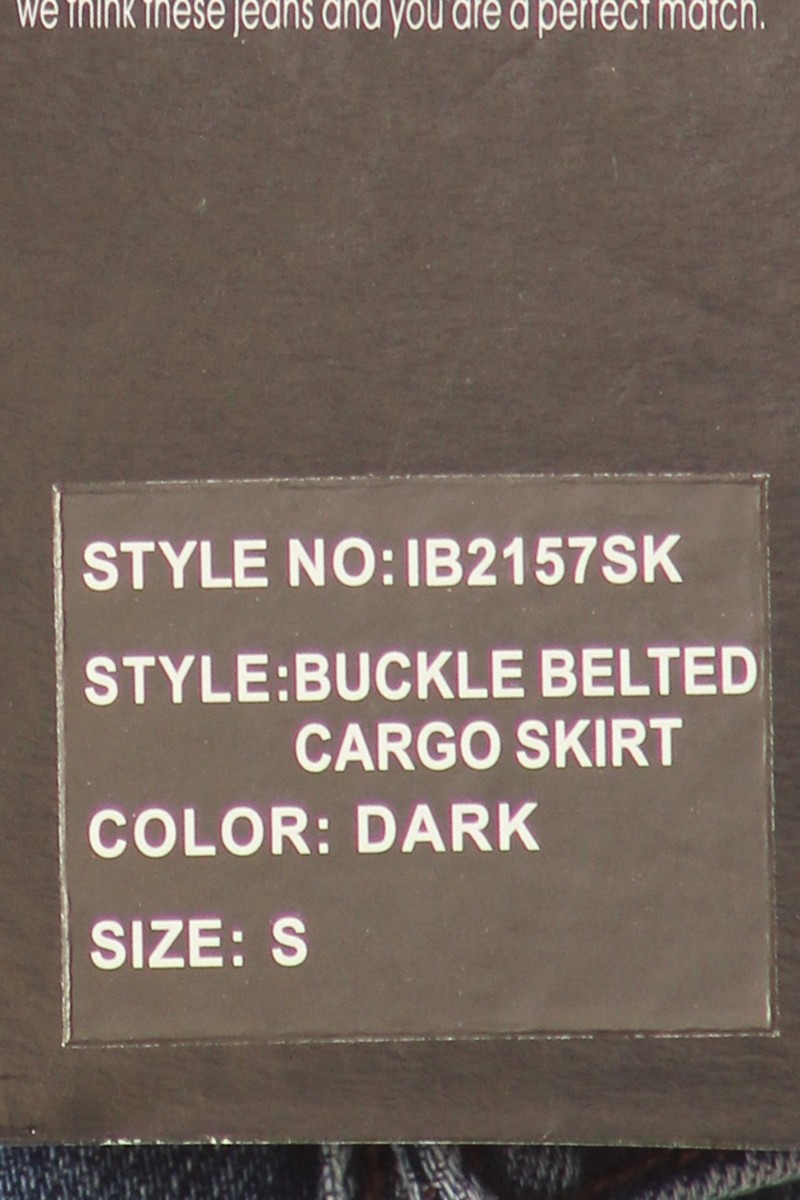 we think these jeans and you are a perfect match.
STYLE NO: IB2157SK
STYLE:BUCKLE BELTED
CARGO SKIRT
COLOR: DARK
SIZE: S